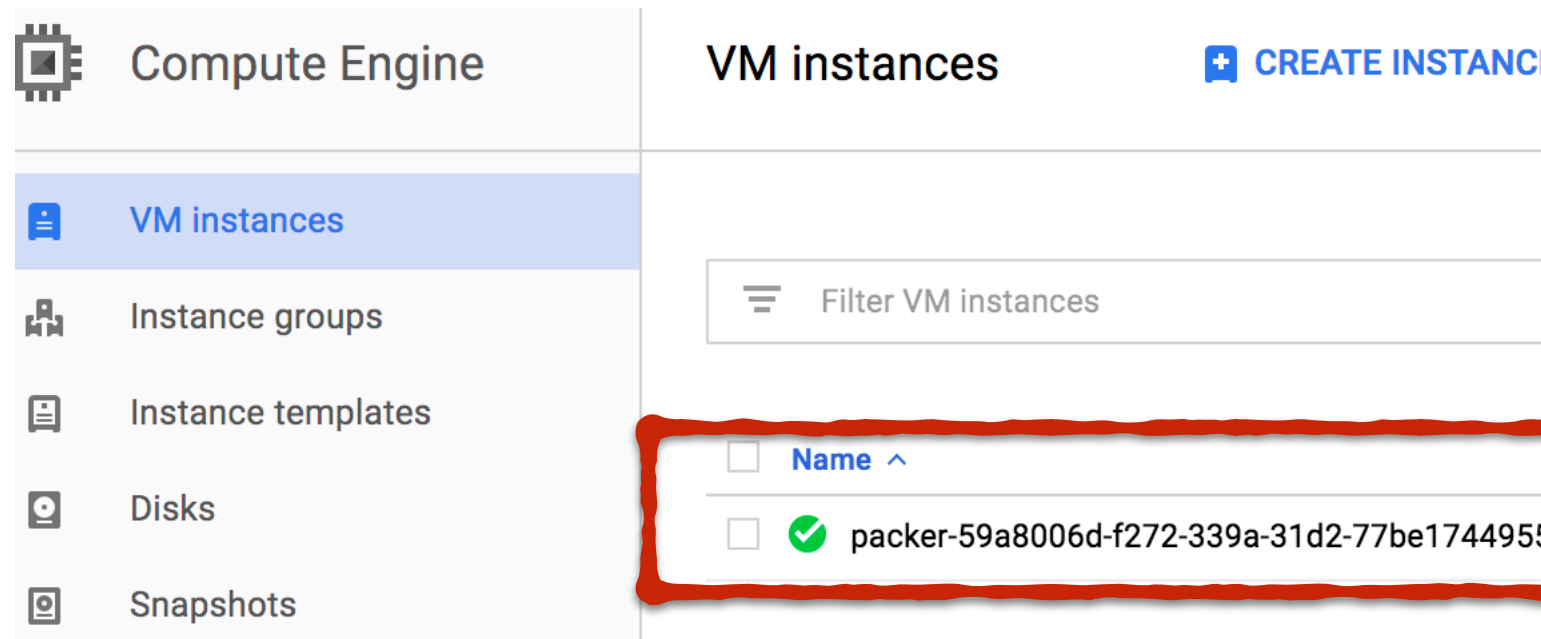 Compute Engine
VM instances
CREATE INSTANC
VM instances
Instance groups
Instance templates
Disks
Snapshots
Filter VM instances
Name
packer-59a8006d-f272-339a-31d2-77be1744955